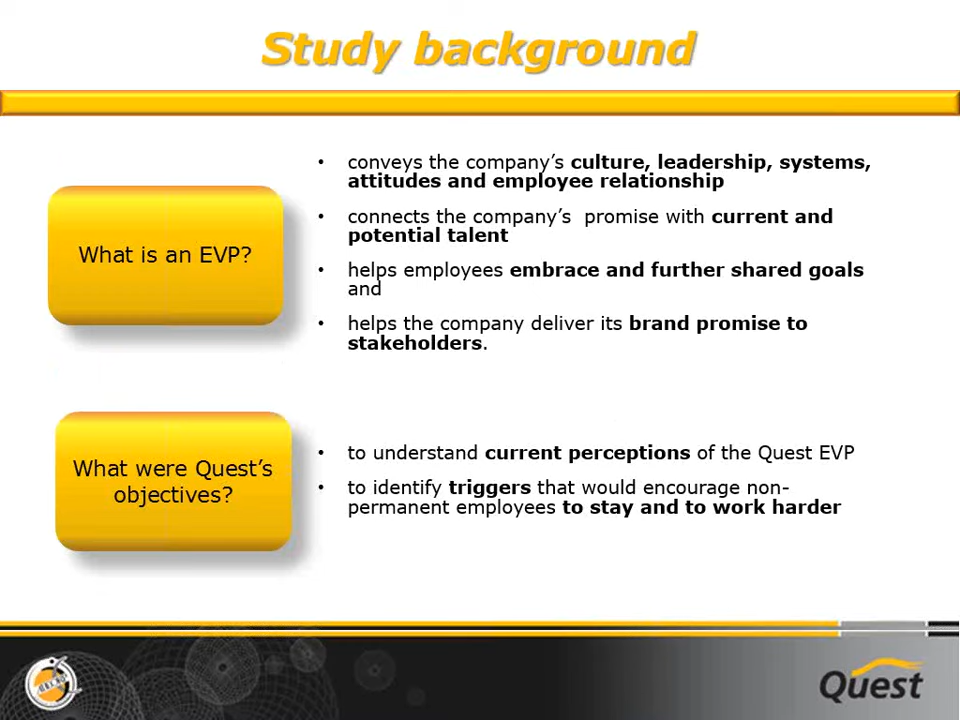 Study background
What is an EVP?
• conveys the company's culture, leadership, systems,
attitudes and employee relationship
• connects the company's  promise with current and
potential talent
• helps employees embrace and further shared goals
and
• helps the company deliver its brand promise to
stakeholders.
What were Quest's
objectives?
• to understand current perceptions of the Quest EVP
• to identify triggers that would encourage non-
permanent employees to stay and to work harder
Quest